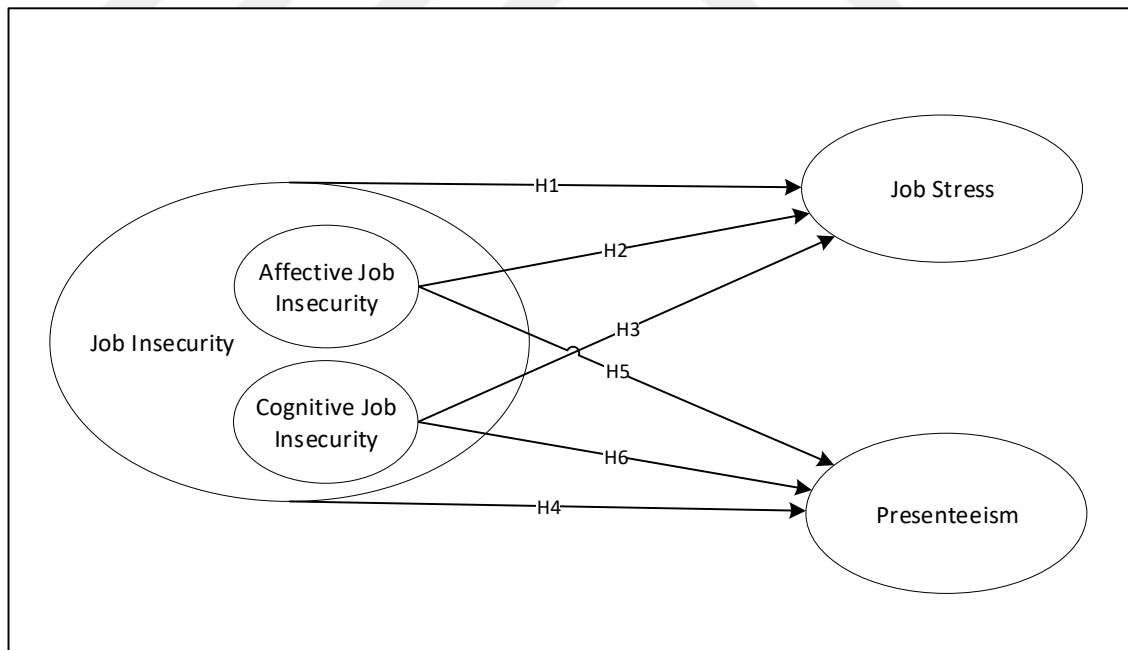 H1
Job Stress
H2
Affective Job
Insecurity
H3
Job Insecurity
H5
Cognitive Job
Insecurity
H6
H4
Presenteeism